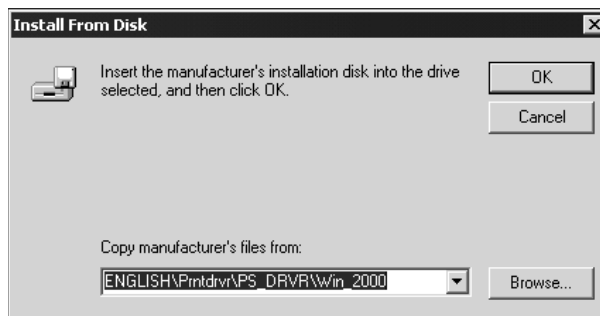 Install From Disk
Insert the manufacturer's installation disk into the drive
selected, and then click OK.
OK
Cancel
Copy manufacturer's files from:
ENGLISH\Prntdrvr\PS_DRVR\Win_2000
Browse...